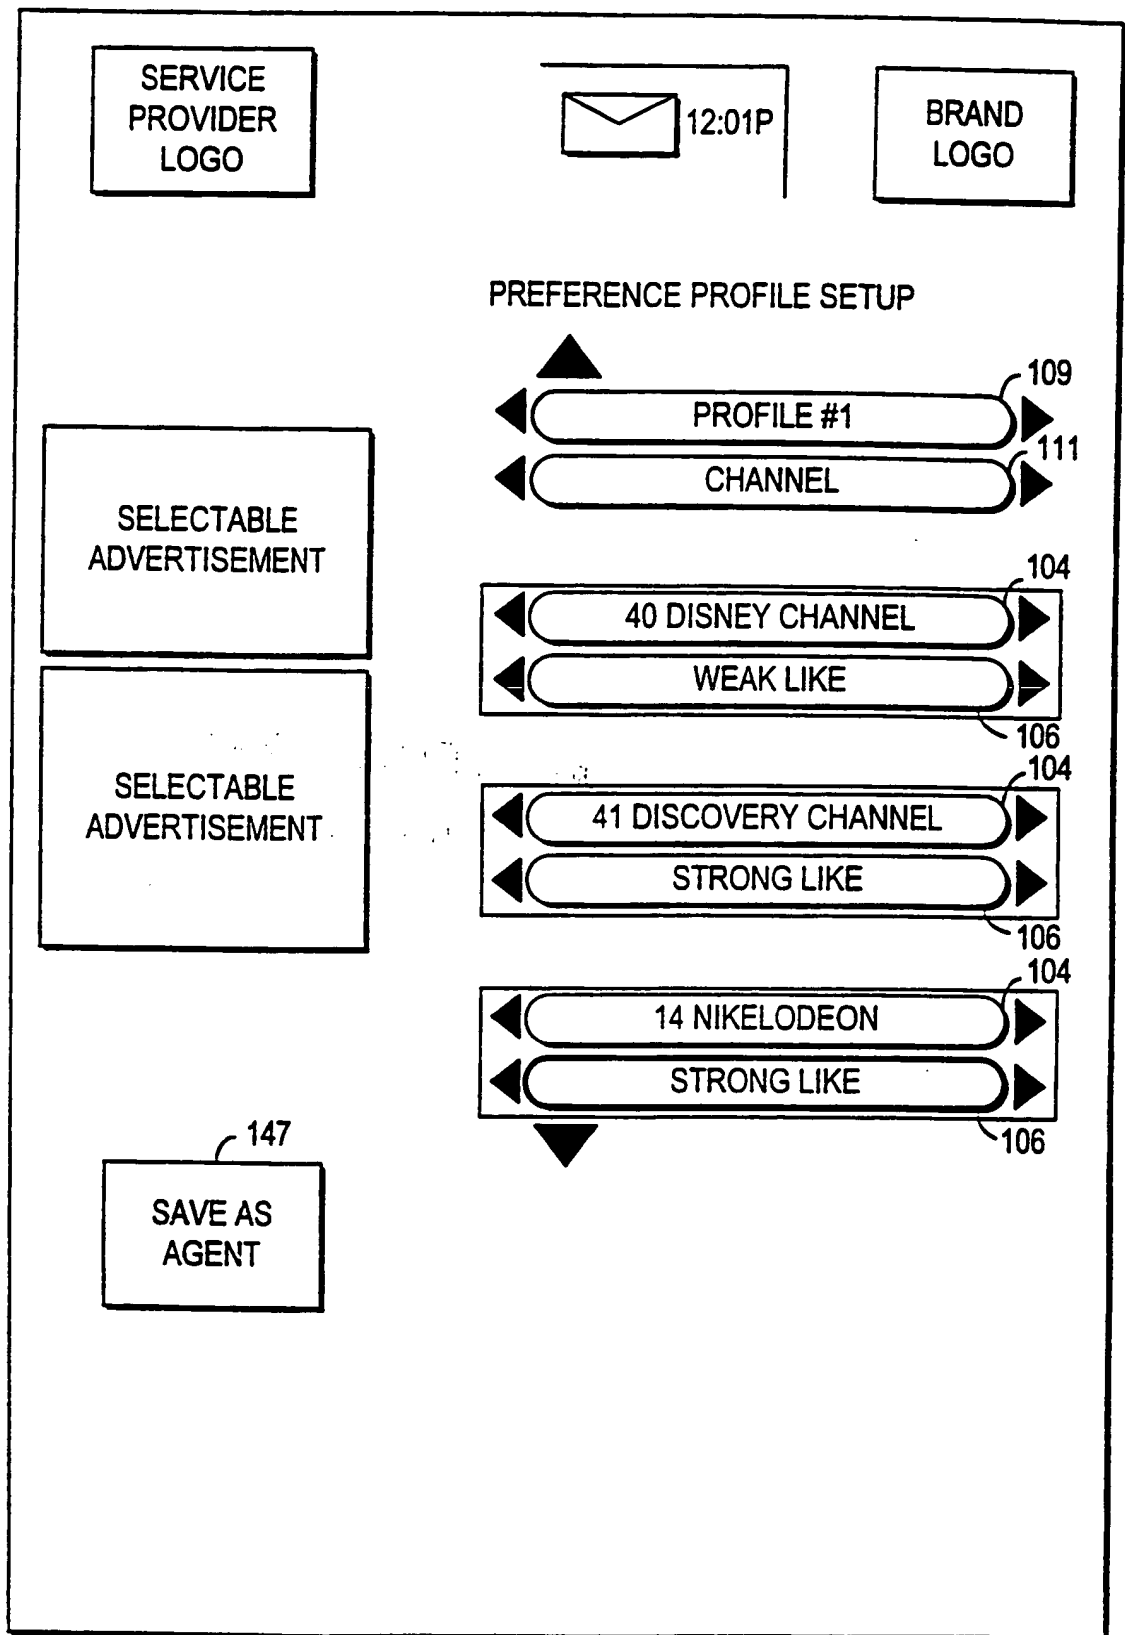 SERVICE
PROVIDER
LOGO
12:01P
BRAND
LOGO
PREFERENCE PROFILE SETUP
109
PROFILE #1
111
CHANNEL
SELECTABLE
ADVERTISEMENT
104
40 DISNEY CHANNEL
WEAK LIKE
106
SELECTABLE
ADVERTISEMENT
104
41 DISCOVERY CHANNEL
STRONG LIKE
106
104
14 NIKELODEON
STRONG LIKE
106
147
SAVE AS
AGENT